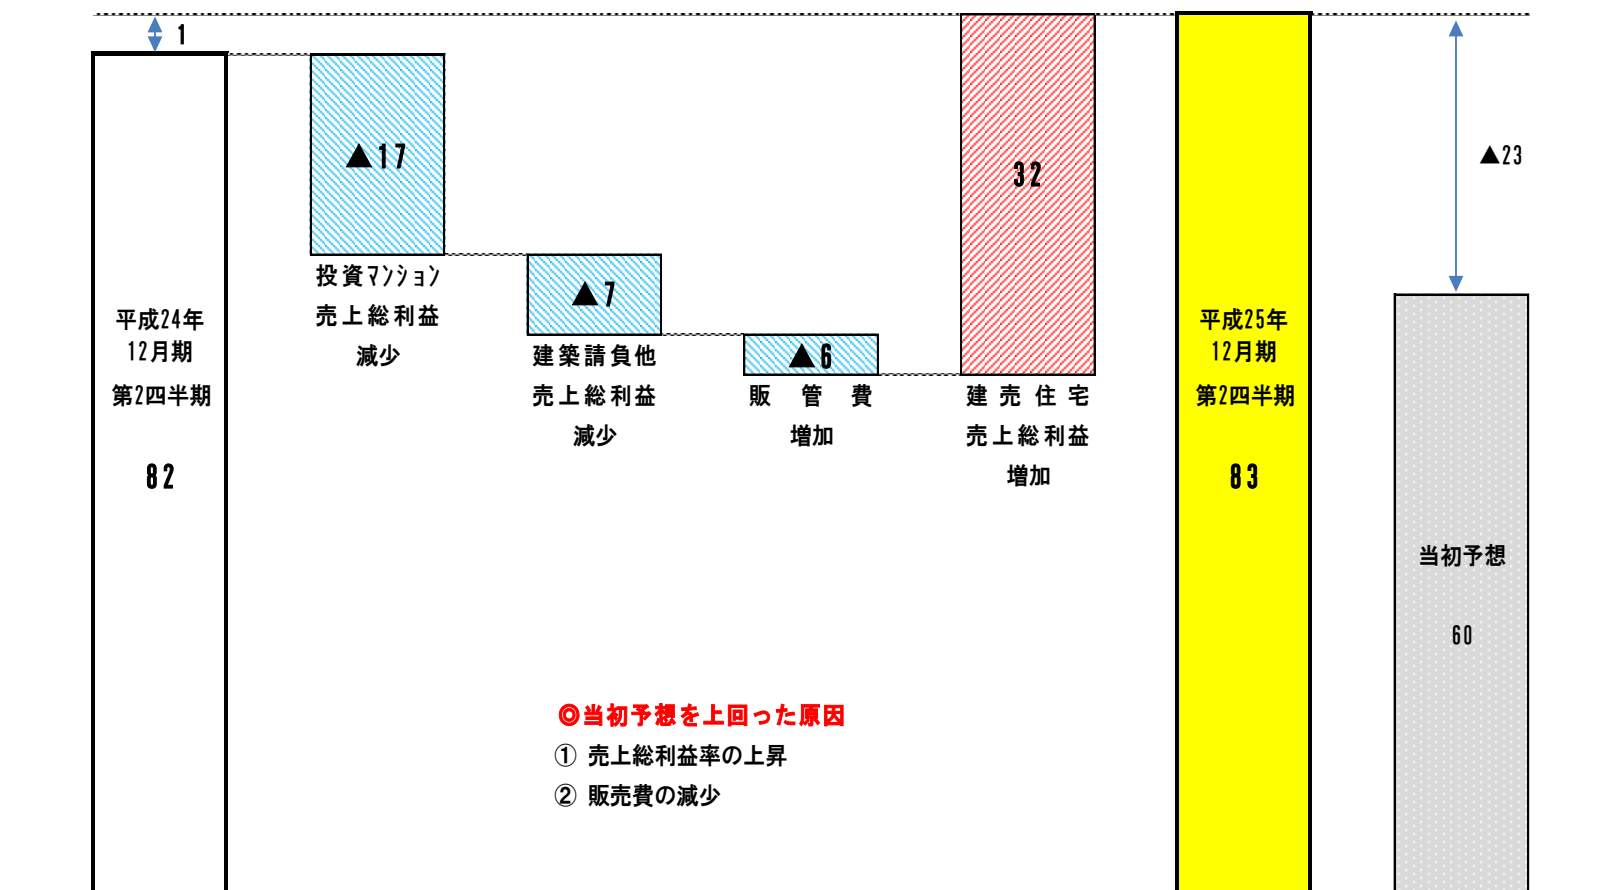 1
平成24年
12月期
第2四半期
82
▲17
投資ﾏﾝｼｮﾝ
売上総利益
減少
▲7
建築請負他
売上総利益
減少
▲6
販管費
増加
32
建売住宅
売上総利益
増加
平成25年
12月期
第2四半期
83
▲23
当初予想
60
◎当初予想を上回った原因
① 売上総利益率の上昇
② 販売費の減少